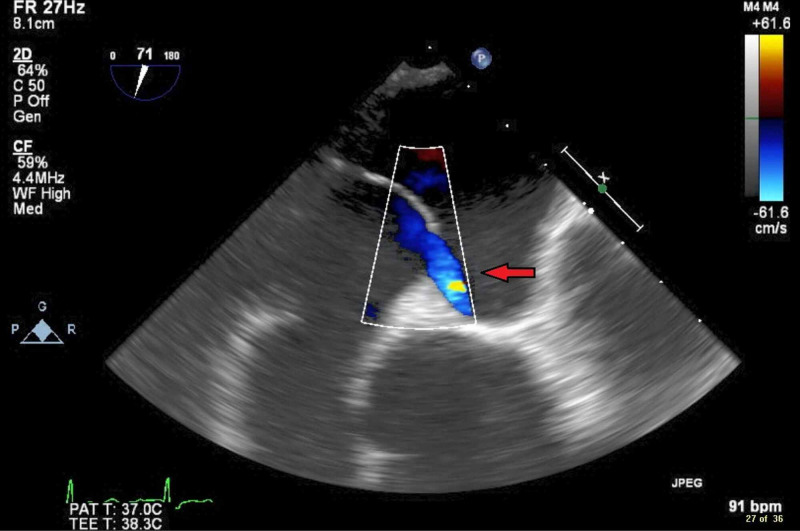 FR 27Hz
8.1cm
M4 M4
+61.6
2D
64%
C 50
P Off
Gen
0 71 180
P
CF
59%
4.4MHz
WF High
Med
-61.6
cm/s
X
G
P R
JPEG
PAT T: 37.0C
TEE T: 38.3C
91 bpm
27 of 36